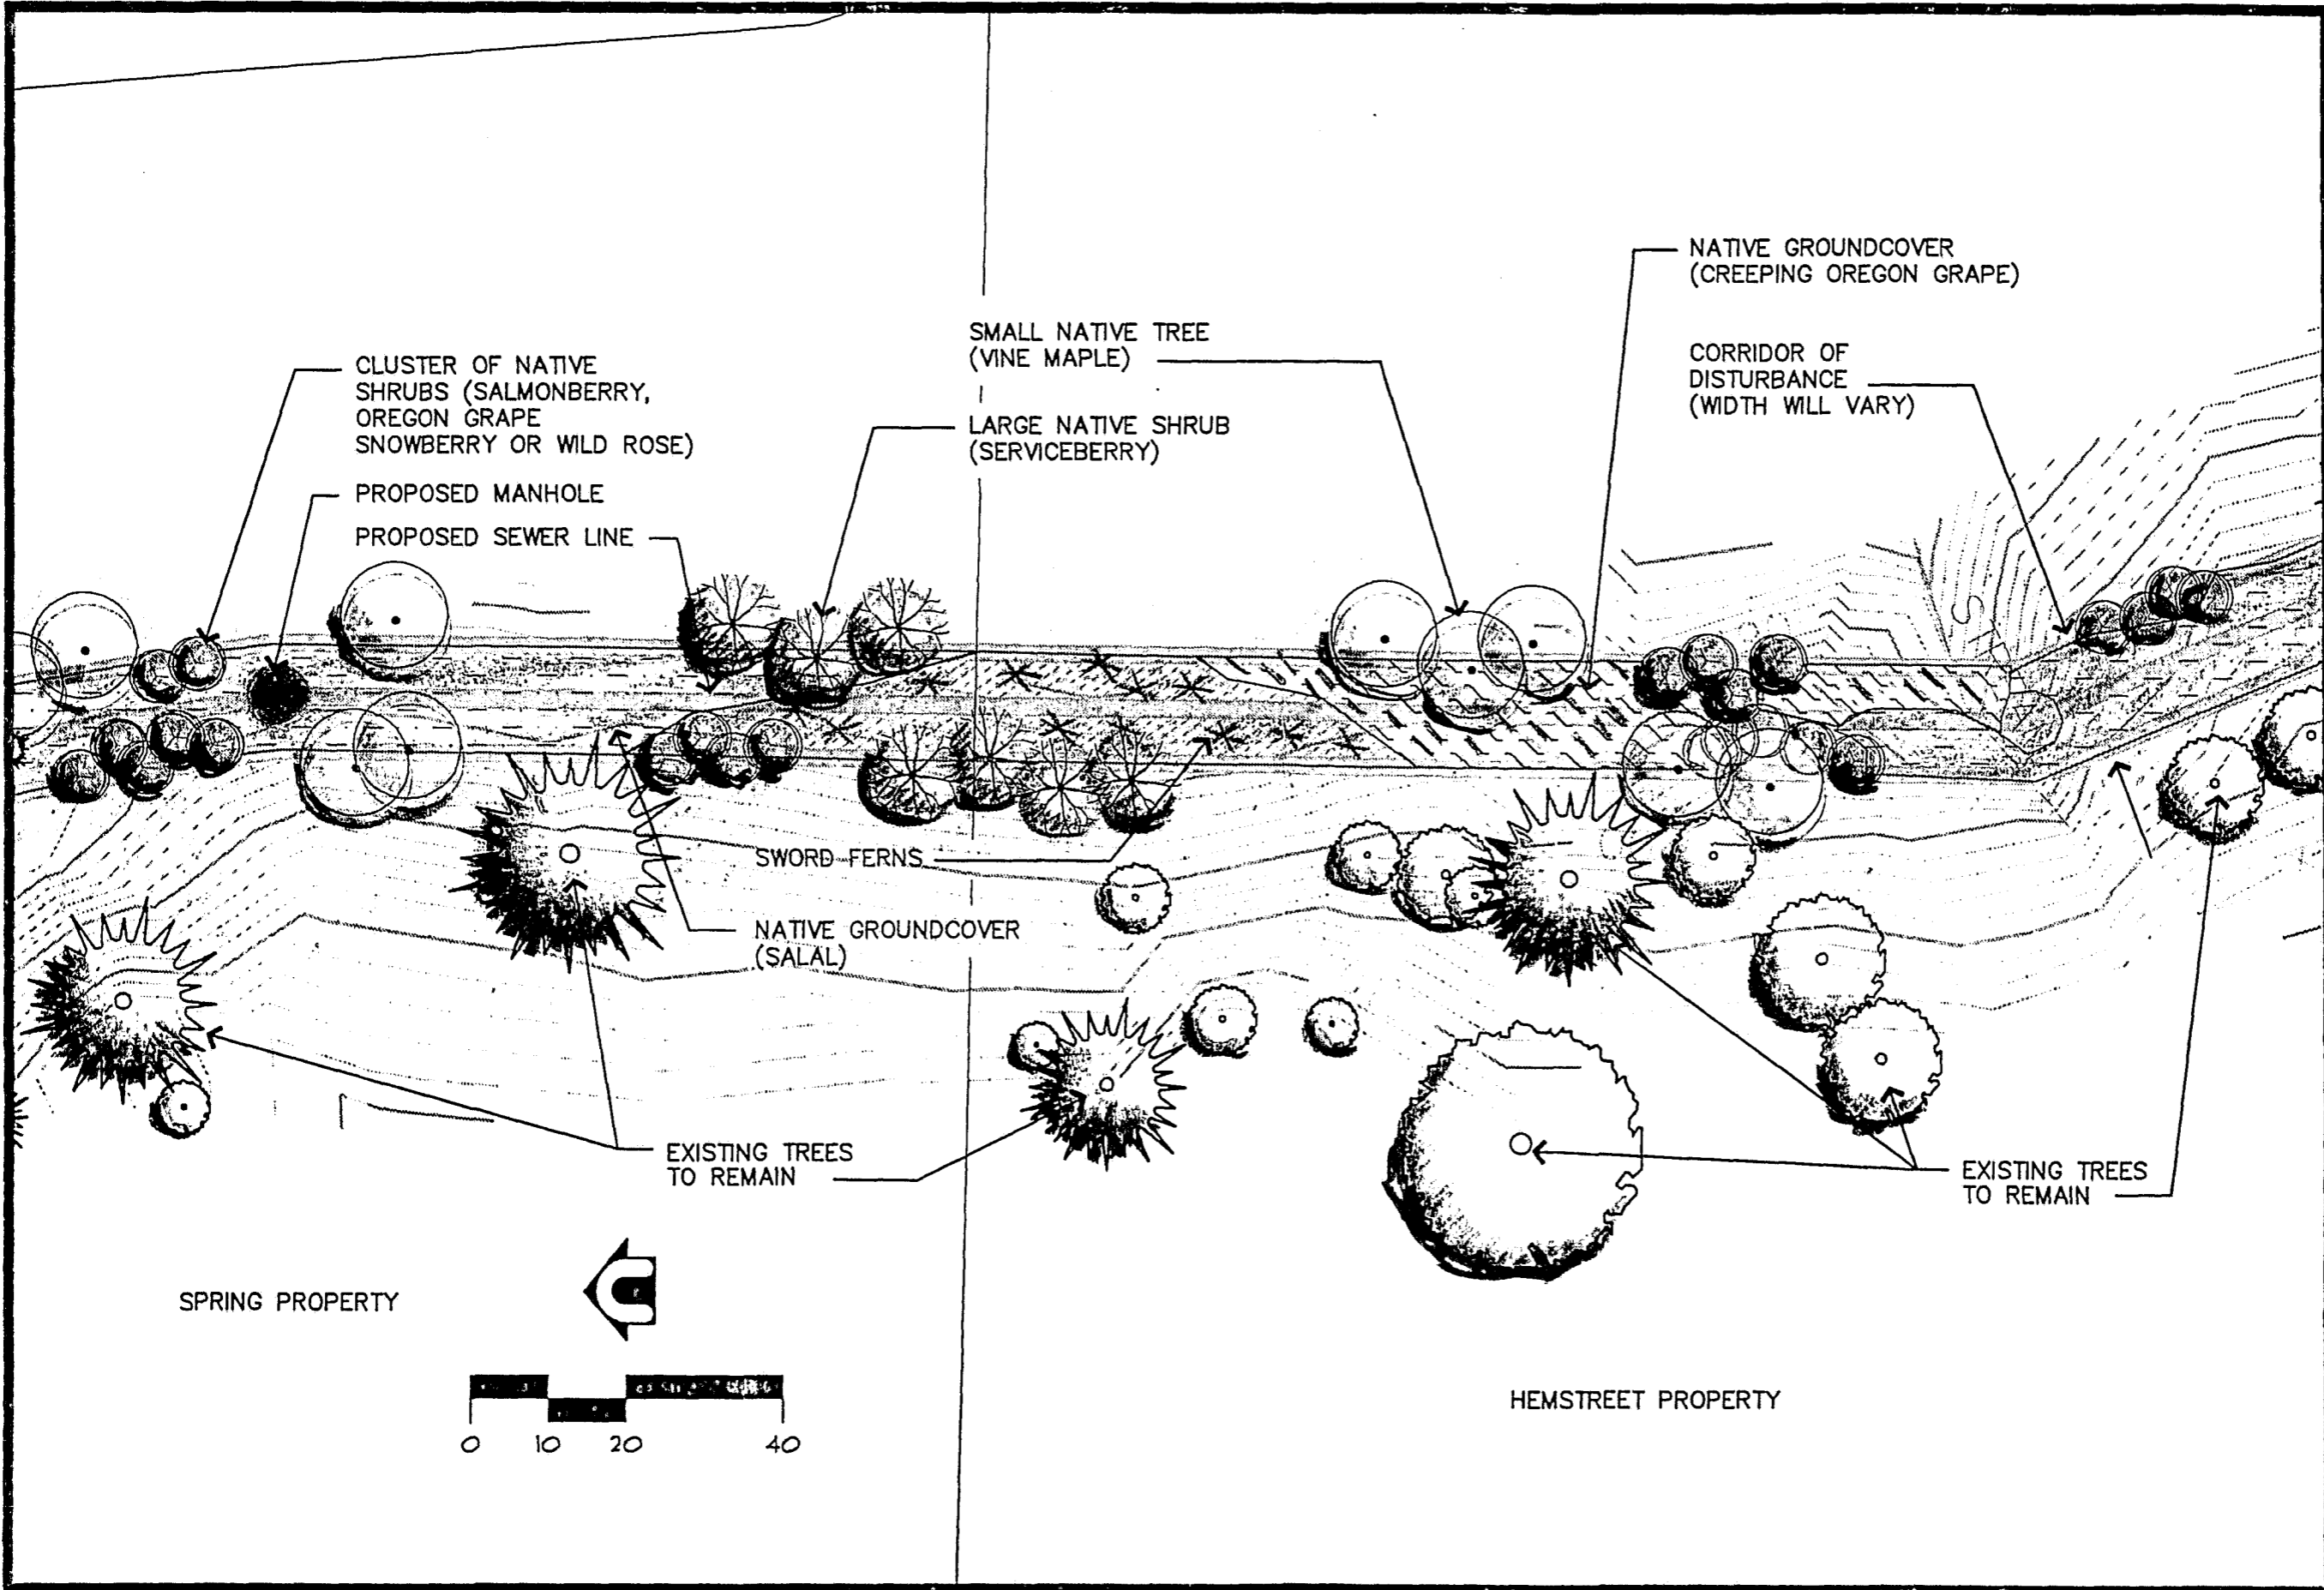 NATIVE GROUNDCOVER
(CREEPING OREGON GRAPE)
SMALL NATIVE TREE
(VINE MAPLE)
CORRIDOR OF
DISTURBANCE
(WIDTH WILL VARY)
CLUSTER OF NATIVE
SHRUBS (SALMONBERRY,
OREGON GRAPE
SNOWBERRY OR WILD ROSE)
LARGE NATIVE SHRUB
(SERVICEBERRY)
PROPOSED MANHOLE
PROPOSED SEWER LINE
SWORD FERNS
NATIVE GROUNDCOVER
(SALAL)
EXISTING TREES
TO REMAIN
EXISTING TREES
TO REMAIN
SPRING PROPERTY
HEMSTREET PROPERTY
0 10 20 40